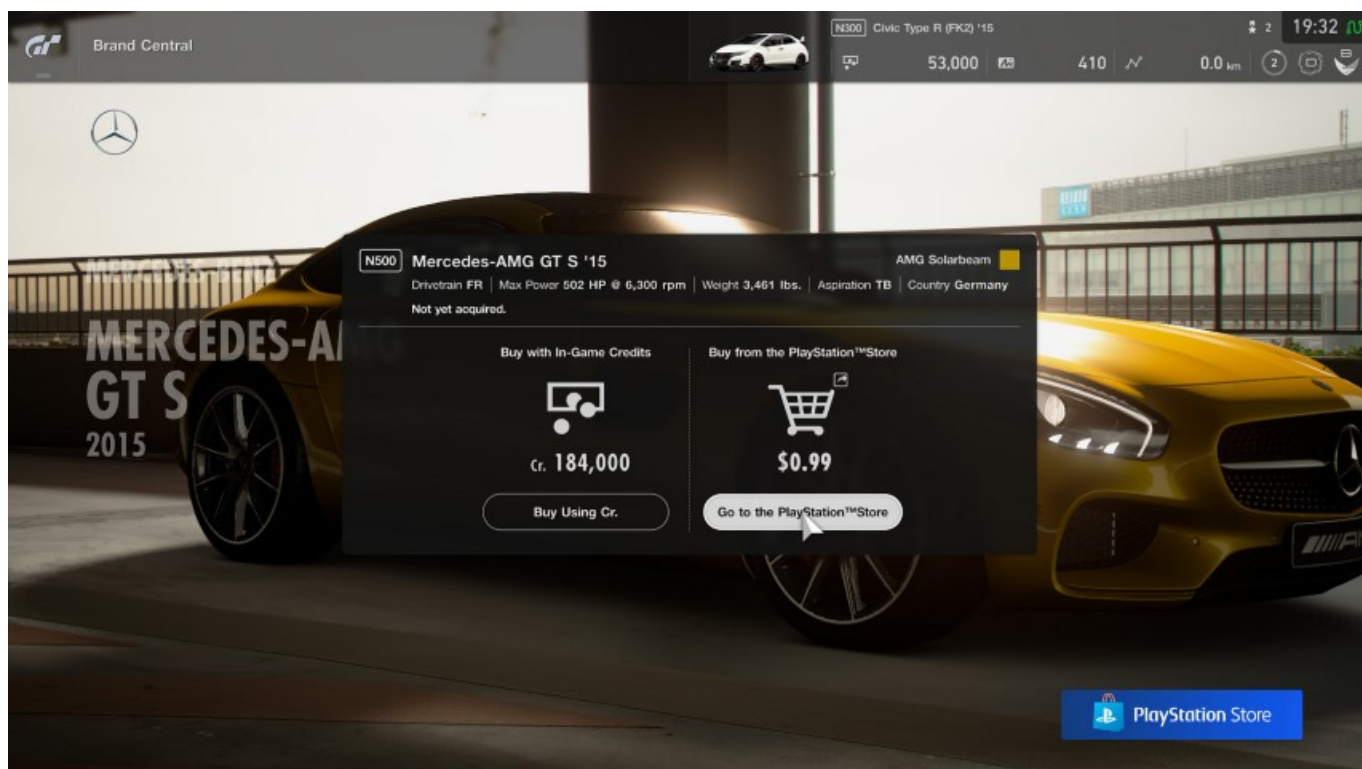 Brand Central
N300 Civic Type R (FK2) '15
2 19:32
53,000 410 0.0 km 2 B
MERCEDES-BENZ
MERCEDES-AMG
GT S
2015
N500 Mercedes-AMG GT S '15 AMG Solarbeam
Drivetrain FR Max Power 502 HP @ 6,300 rpm Weight 3,461 lbs. Aspiration TB Country Germany
Not yet acquired.
Buy with In-Game Credits Buy from the PlayStation™Store
Cr. 184,000 $0.99
Buy Using Cr. Go to the PlayStation™Store
PlayStation Store